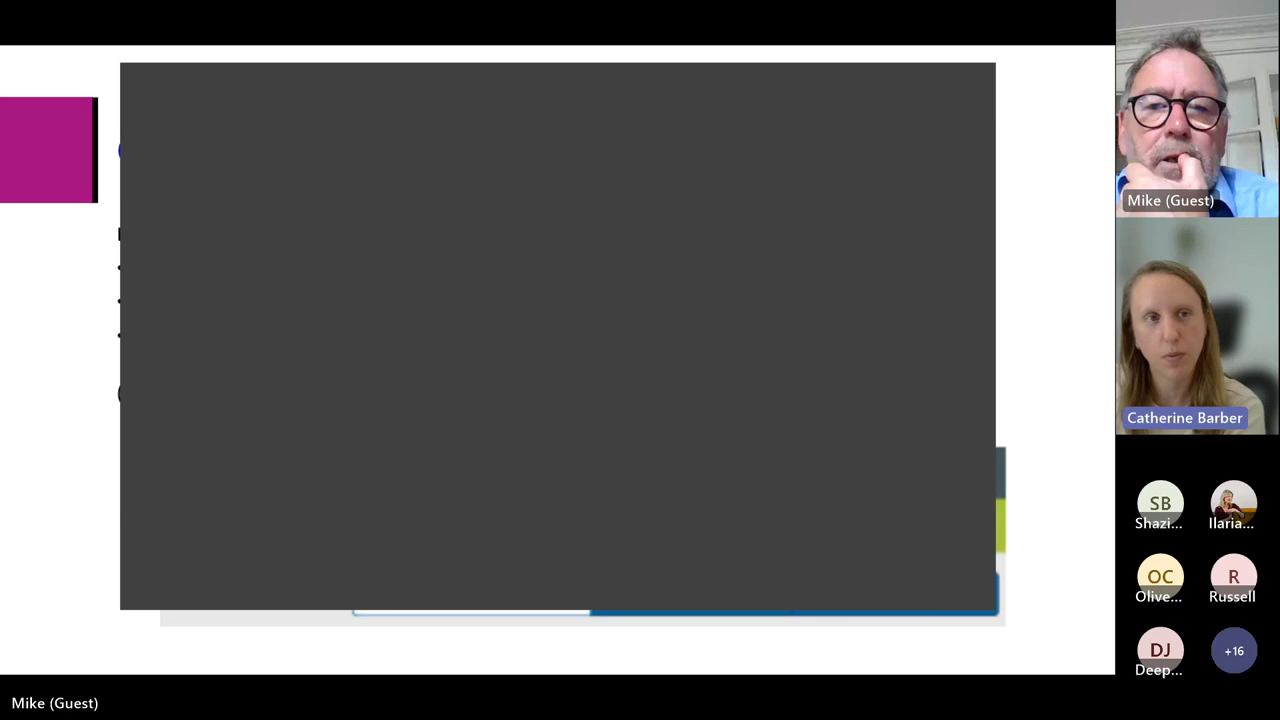 Mike (Guest)
Catherine Barber
SB
Shazi...
Ilaria...
OC
Olive...
R
Russell
DJ
Deep...
+16
Mike (Guest)